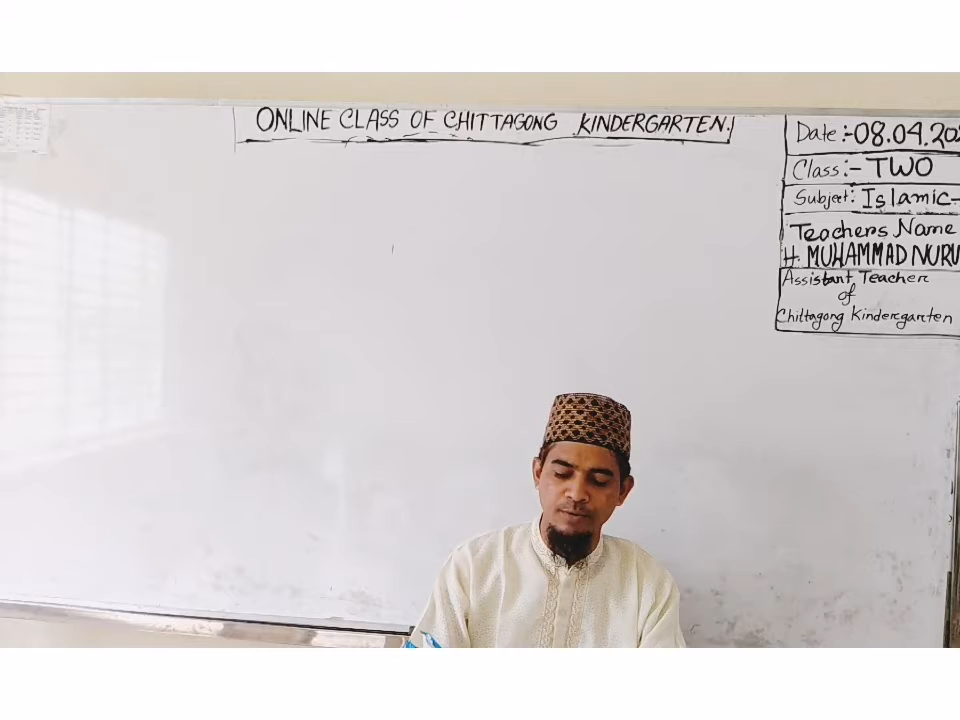 ONLINE CLASS OF CHITTAGONG KINDERGARTEN.
Date:-08.04.202
Class:- TWO
Subject: Islamic-
Teachers Name
H. MUHAMMAD NURU
Assistant Teacher
of
Chittagong Kindergarten